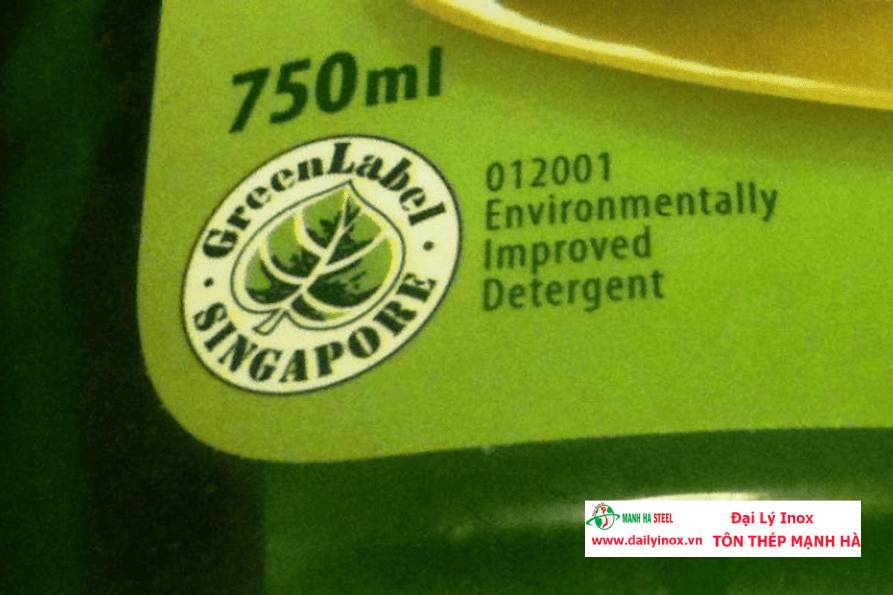 750ml
GreenLabel
SINGAPORE
012001
Environmentally
Improved
Detergent
MANH HA STEEL
Đại Lý Inox
www.dailyinox.vn
TÔN THÉP MẠNH HÀ